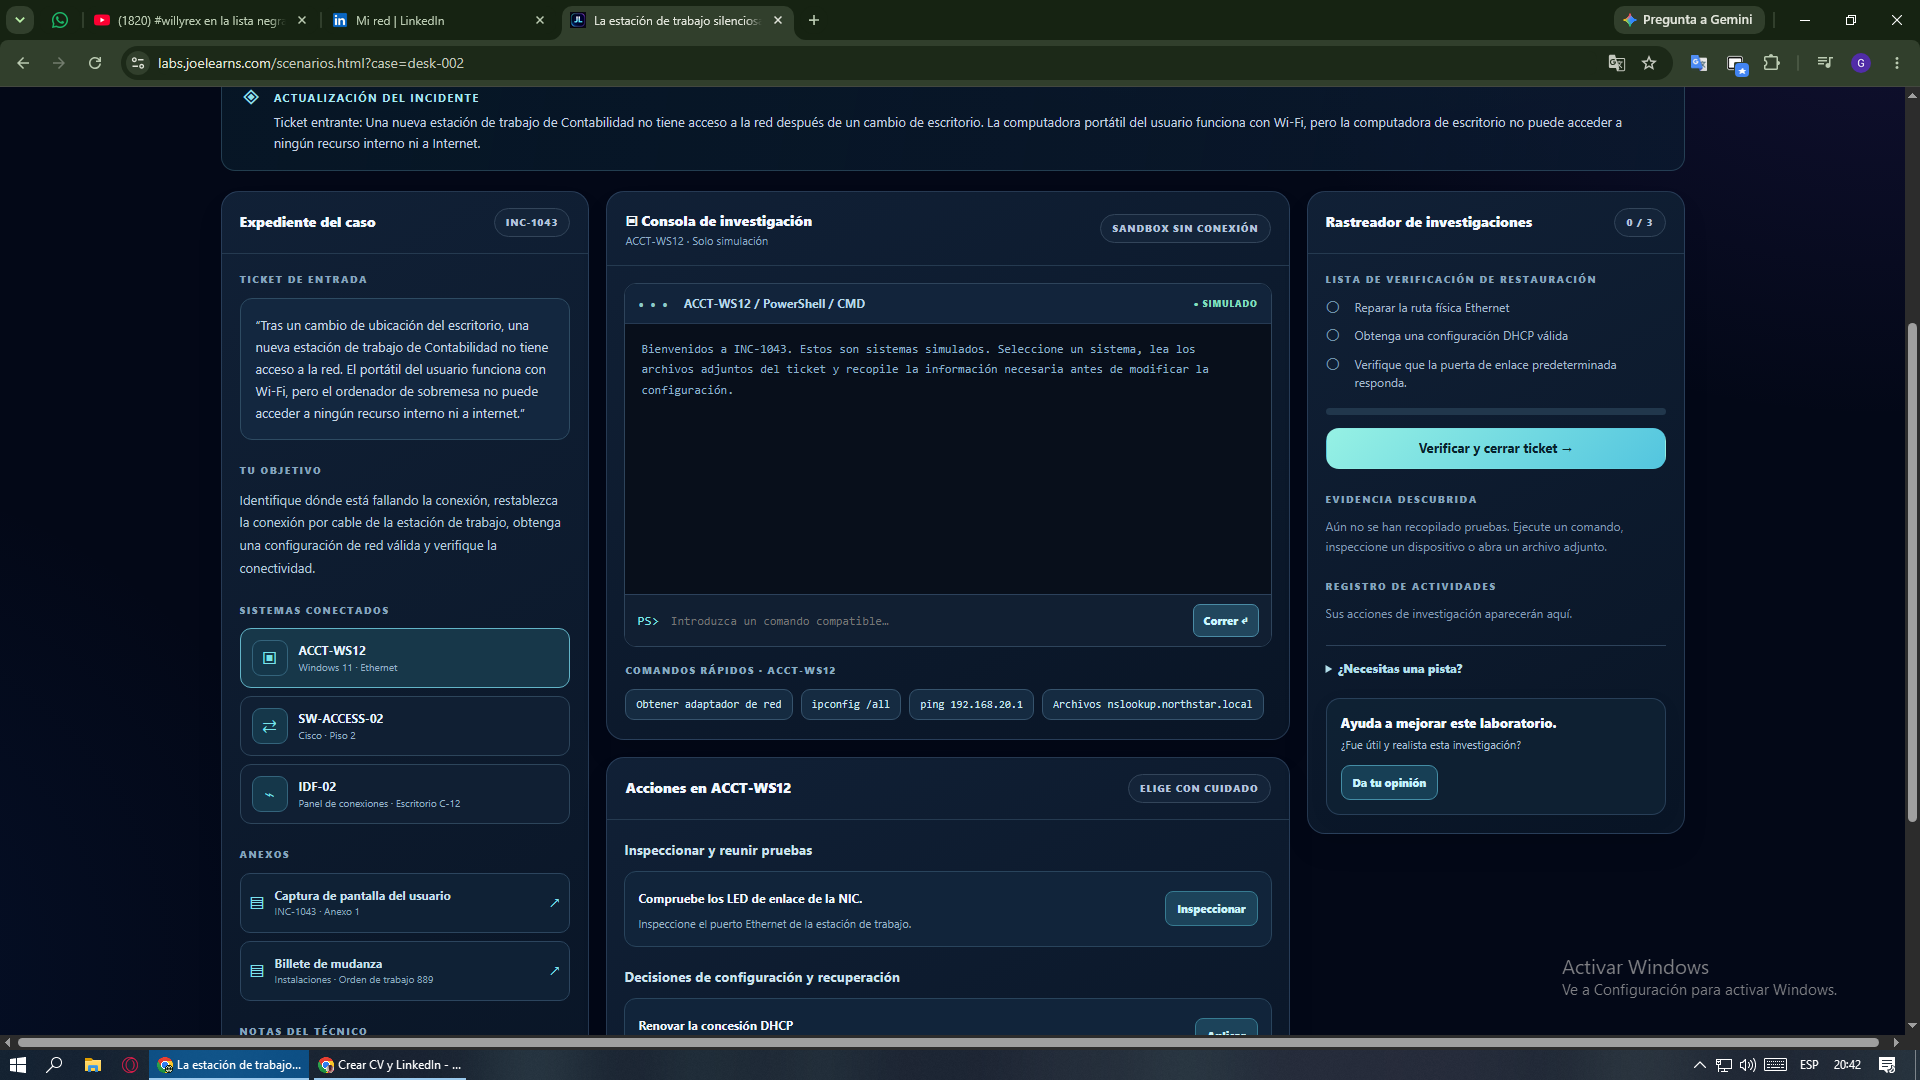 (1820) #willyrex en la lista negra
Mi red | LinkedIn
La estación de trabajo silencios
Pregunta a Gemini
labs.joelearns.com/scenarios.html?case=desk-002
G
ACTUALIZACIÓN DEL INCIDENTE
Ticket entrante: Una nueva estación de trabajo de Contabilidad no tiene acceso a la red después de un cambio de escritorio. La computadora portátil del usuario funciona con Wi-Fi, pero la computadora de escritorio no puede acceder a
ningún recurso interno ni a Internet.
Expediente del caso
INC-1043
TICKET DE ENTRADA
“Tras un cambio de ubicación del escritorio, una
nueva estación de trabajo de Contabilidad no tiene
acceso a la red. El portátil del usuario funciona con
Wi-Fi, pero el ordenador de sobremesa no puede
acceder a ningún recurso interno ni a internet.”
TU OBJETIVO
Identifique dónde está fallando la conexión, restablezca
la conexión por cable de la estación de trabajo, obtenga
una configuración de red válida y verifique la
conectividad.
SISTEMAS CONECTADOS
ACCT-WS12
Windows 11 · Ethernet
SW-ACCESS-02
Cisco · Piso 2
IDF-02
Panel de conexiones · Escritorio C-12
ANEXOS
Captura de pantalla del usuario
INC-1043 · Anexo 1
Billete de mudanza
Instalaciones · Orden de trabajo 889
NOTAS DEL TÉCNICO
Consola de investigación
ACCT-WS12 · Solo simulación
SANDBOX SIN CONEXIÓN
ACCT-WS12 / PowerShell / CMD
• SIMULADO
Bienvenidos a INC-1043. Estos son sistemas simulados. Seleccione un sistema, lea los
archivos adjuntos del ticket y recopile la información necesaria antes de modificar la
configuración.
PS> Introduzca un comando compatible…
Correr ↲
COMANDOS RÁPIDOS · ACCT-WS12
Obtener adaptador de red
ipconfig /all
ping 192.168.20.1
Archivos nslookup.northstar.local
Acciones en ACCT-WS12
ELIGE CON CUIDADO
Inspeccionar y reunir pruebas
Compruebe los LED de enlace de la NIC.
Inspeccione el puerto Ethernet de la estación de trabajo.
Inspeccionar
Decisiones de configuración y recuperación
Renovar la concesión DHCP
Rastreador de investigaciones
0 / 3
LISTA DE VERIFICACIÓN DE RESTAURACIÓN
Reparar la ruta física Ethernet
Obtenga una configuración DHCP válida
Verifique que la puerta de enlace predeterminada
responda.
Verificar y cerrar ticket →
EVIDENCIA DESCUBRIDA
Aún no se han recopilado pruebas. Ejecute un comando,
inspeccione un dispositivo o abra un archivo adjunto.
REGISTRO DE ACTIVIDADES
Sus acciones de investigación aparecerán aquí.
¿Necesitas una pista?
Ayuda a mejorar este laboratorio.
¿Fue útil y realista esta investigación?
Da tu opinión
Activar Windows
Ve a Configuración para activar Windows.
La estación de trabajo...
Crear CV y LinkedIn - ...
ESP
20:42